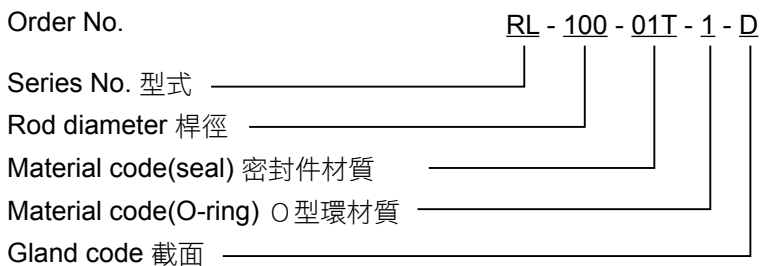 Order No. RL - 100 - 01T - 1 - D
Series No. 型式
Rod diameter 桿徑
Material code(seal) 密封件材質
Material code(O-ring) O型環材質
Gland code 截面